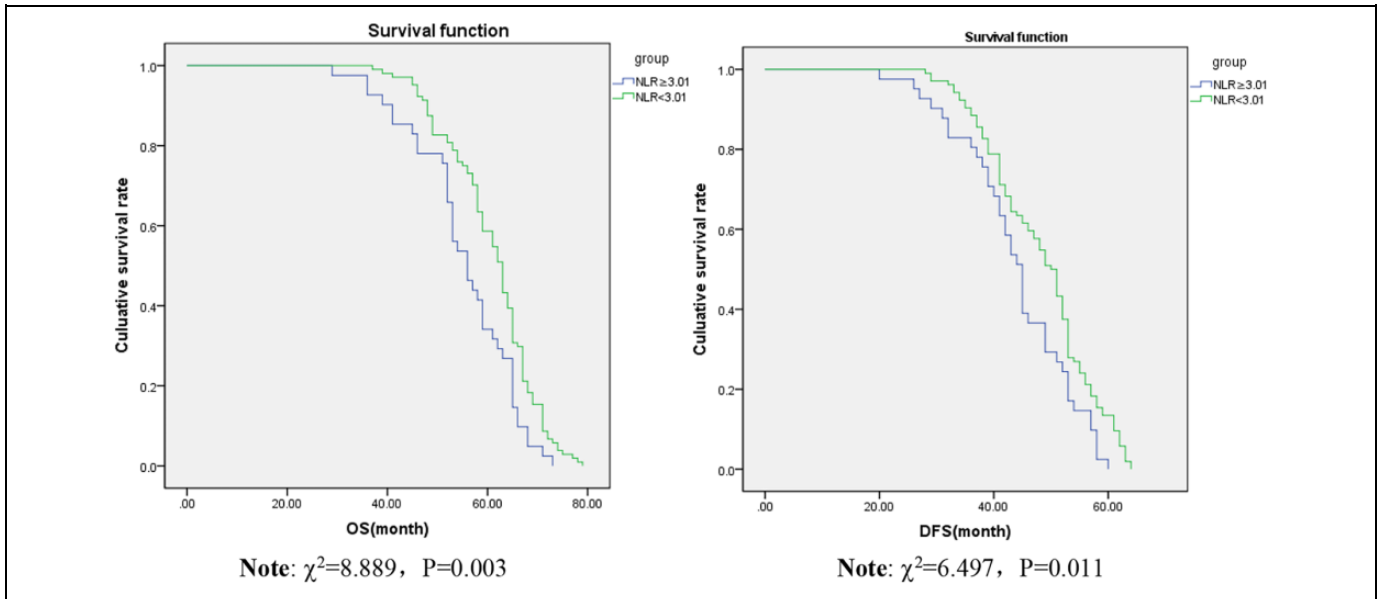 Survival function
group
NLR≥3.01
NLR<3.01
Culuative survival rate
1.0
0.8
0.6
0.4
0.2
0.0
.00 20.00 40.00 60.00 80.00
OS(month)
Note: χ²=8.889，P=0.003
Survival function
group
NLR≥3.01
NLR<3.01
Culuative survival rate
1.0
0.8
0.6
0.4
0.2
0.0
.00 20.00 40.00 60.00
DFS(month)
Note: χ²=6.497，P=0.011